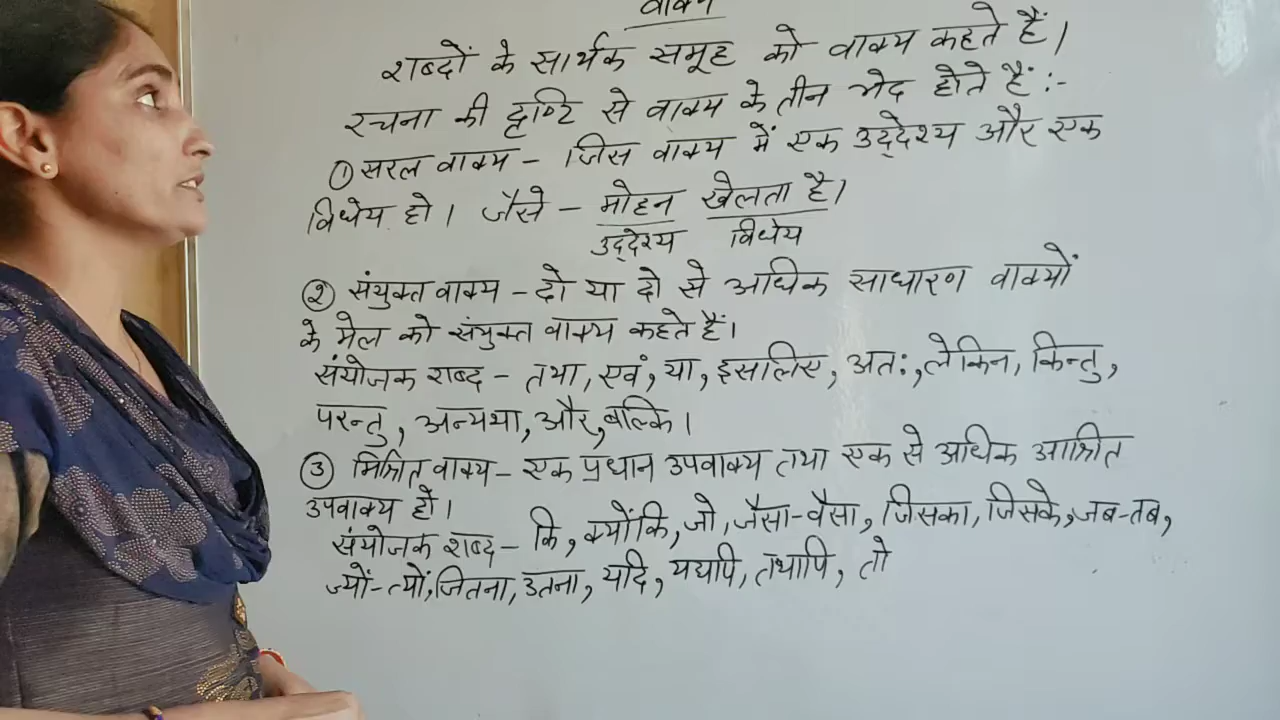 वाक्य
शब्दों के सार्थक समूह को वाक्य कहते हैं।
रचना की दृष्टि से वाक्य के तीन भेद होते हैं :-
① सरल वाक्य - जिस वाक्य में एक उद्देश्य और एक
विधेय हो। जैसे - मोहन खेलता है।
उद्देश्य विधेय
② संयुक्त वाक्य - दो या दो से अधिक साधारण वाक्यों
के मेल को संयुक्त वाक्य कहते हैं।
संयोजक शब्द - तथा, एवं, या, इसलिए, अतः, लेकिन, किन्तु,
परन्तु, अन्यथा, और, बल्कि।
③ मिश्रित वाक्य - एक प्रधान उपवाक्य तथा एक से अधिक आश्रित
उपवाक्य हों।
संयोजक शब्द - कि, क्योंकि, जो, जैसा-वैसा, जिसका, जिसके, जब-तब,
ज्यों-त्यों, जितना, उतना, यदि, यद्यपि, तथापि, तो